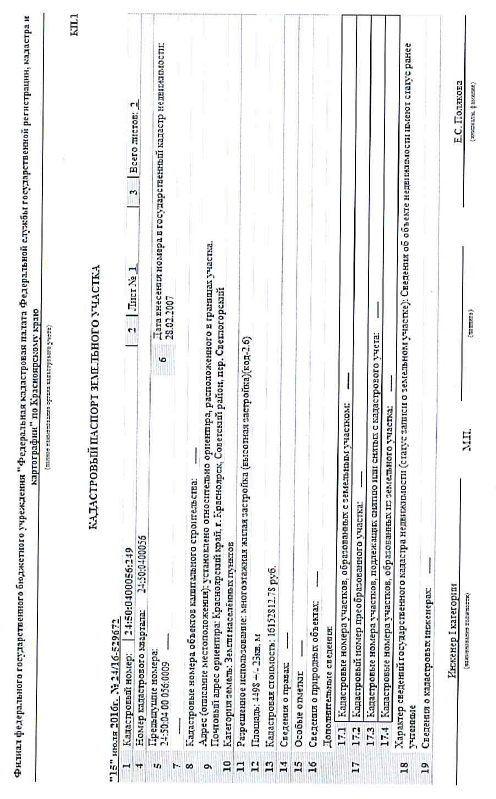 Филиал федерального государственного бюджетного учреждения "Федеральная кадастровая палата Федеральной службы государственной регистрации, кадастра и
картографии" по Красноярскому краю
(полное наименование органа кадастрового учета)
КП.1
КАДАСТРОВЫЙ ПАСПОРТ ЗЕМЕЛЬНОГО УЧАСТКА
"15" июля 2016г. № 24/16-529672
1 Кадастровый номер: 24:50:0400056:249 2 Лист № 1 3 Всего листов: 2
4 Номер кадастрового квартала: 24:50:0400056
5 Предыдущие номера: 6 Дата внесения номера в государственный кадастр недвижимости:
24:50:04 00 056:0009 28.02.2007
7
8 Кадастровые номера объектов капитального строительства:
9 Адрес (описание местоположения): установлено относительно ориентира, расположенного в границах участка.
Почтовый адрес ориентира: Красноярский край, г. Красноярск, Советский район, пер. Светлогорский
10 Категория земель: Земли населённых пунктов
11 Разрешенное использование: многоэтажная жилая застройка (высотная застройка)(код-2.6)
12 Площадь: 4498 +/- 23кв. м
13 Кадастровая стоимость: 16152812.78 руб.
14 Сведения о правах:
15 Особые отметки:
16 Сведения о природных объектах:
Дополнительные сведения:
17 17.1 Кадастровые номера участков, образованных с земельным участком:
17.2 Кадастровый номер преобразованного участка:
17.3 Кадастровые номера участков, подлежащих снятию или снятых с кадастрового учета:
17.4 Кадастровые номера участков, образованных из земельного участка:
18 Характер сведений государственного кадастра недвижимости (статус записи о земельном участке): Сведения об объекте недвижимости имеют статус ранее
учтенные
19 Сведения о кадастровых инженерах:
Инженер I категории М.П. Е.С. Полякова
(наименование должности) (подпись) (инициалы, фамилия)